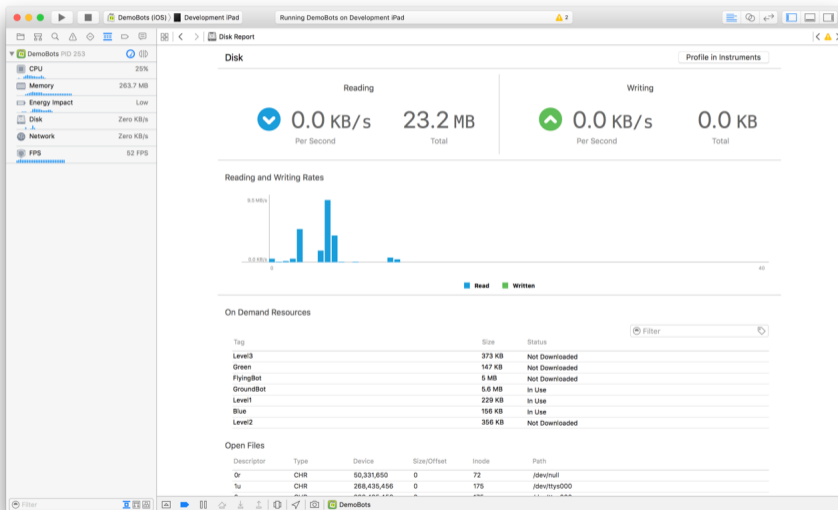 DemoBots (iOS) Development iPad Running DemoBots on Development iPad 2
Disk Report
DemoBots PID 253
CPU 25%
Memory 263.7 MB
Energy Impact Low
Disk Zero KB/s
Network Zero KB/s
FPS 52 FPS
Filter
Disk Profile in Instruments
Reading Writing
0.0 KB/s 23.2 MB 0.0 KB/s 0.0 KB
Per Second Total Per Second Total
Reading and Writing Rates
0.0 KB/s
0 40
Read Written
On Demand Resources
Filter
Tag Size Status
Level3 373 KB Not Downloaded
Green 147 KB Not Downloaded
FlyingBot 5 MB Not Downloaded
GroundBot 5.6 MB In Use
Level1 229 KB In Use
Blue 156 KB In Use
Level2 356 KB Not Downloaded
Open Files
Descriptor Type Device Size/Offset Inode Path
0r CHR 50,331,650 0 72 /dev/null
1u CHR 268,435,456 0 175 /dev/ttys000
DemoBots